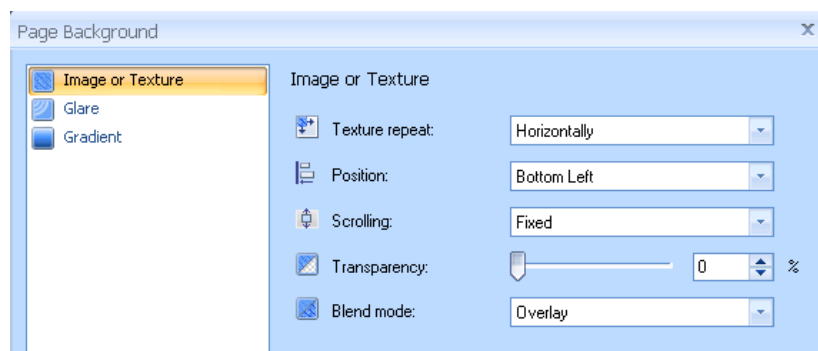 Page Background
Image or Texture
Glare
Gradient
Image or Texture
Texture repeat: Horizontally
Position: Bottom Left
Scrolling: Fixed
Transparency: 0 %
Blend mode: Overlay